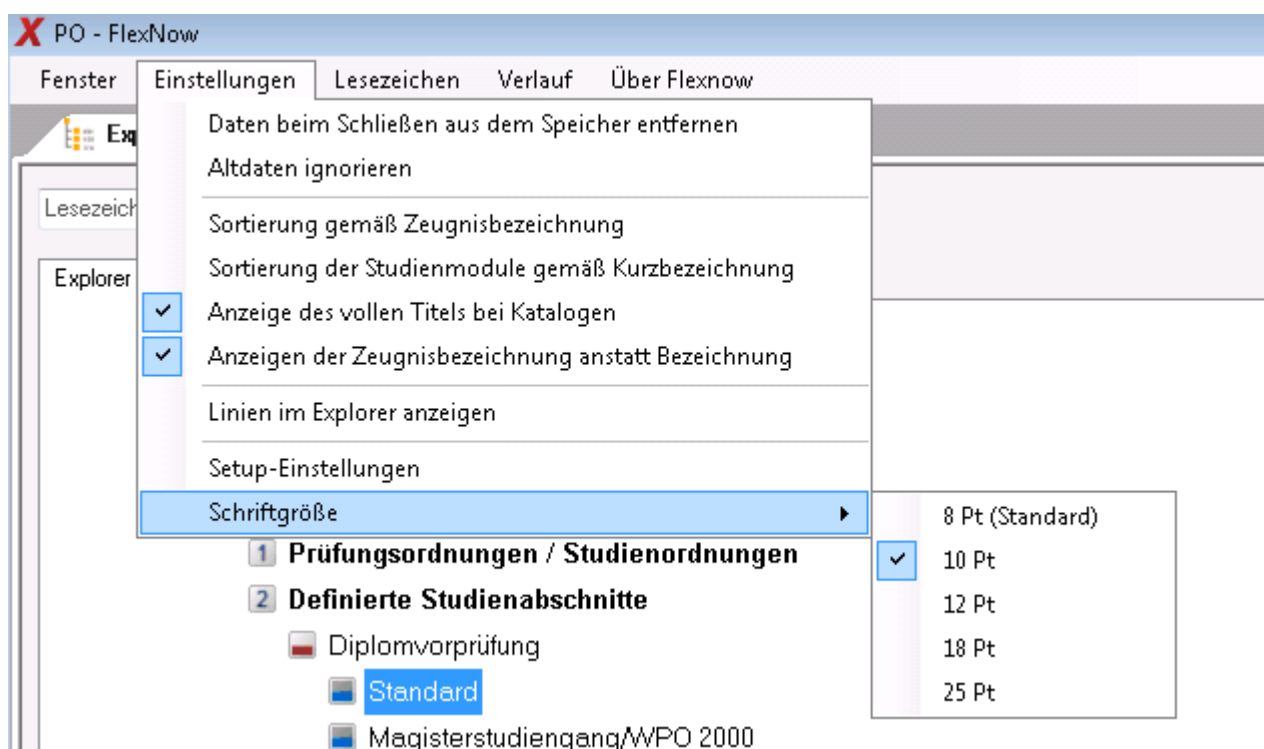 PO - FlexNow
Fenster Einstellungen Lesezeichen Verlauf Über Flexnow
Daten beim Schließen aus dem Speicher entfernen
Altdaten ignorieren
Sortierung gemäß Zeugnisbezeichnung
Sortierung der Studienmodule gemäß Kurzbezeichnung
Explorer
Anzeige des vollen Titels bei Katalogen
Anzeigen der Zeugnisbezeichnung anstatt Bezeichnung
Linien im Explorer anzeigen
Setup-Einstellungen
Schriftgröße
8 Pt (Standard)
10 Pt
12 Pt
18 Pt
25 Pt
1 Prüfungsordnungen / Studienordnungen
2 Definierte Studienabschnitte
Diplomvorprüfung
Standard
Magisterstudiengang/WPO 2000